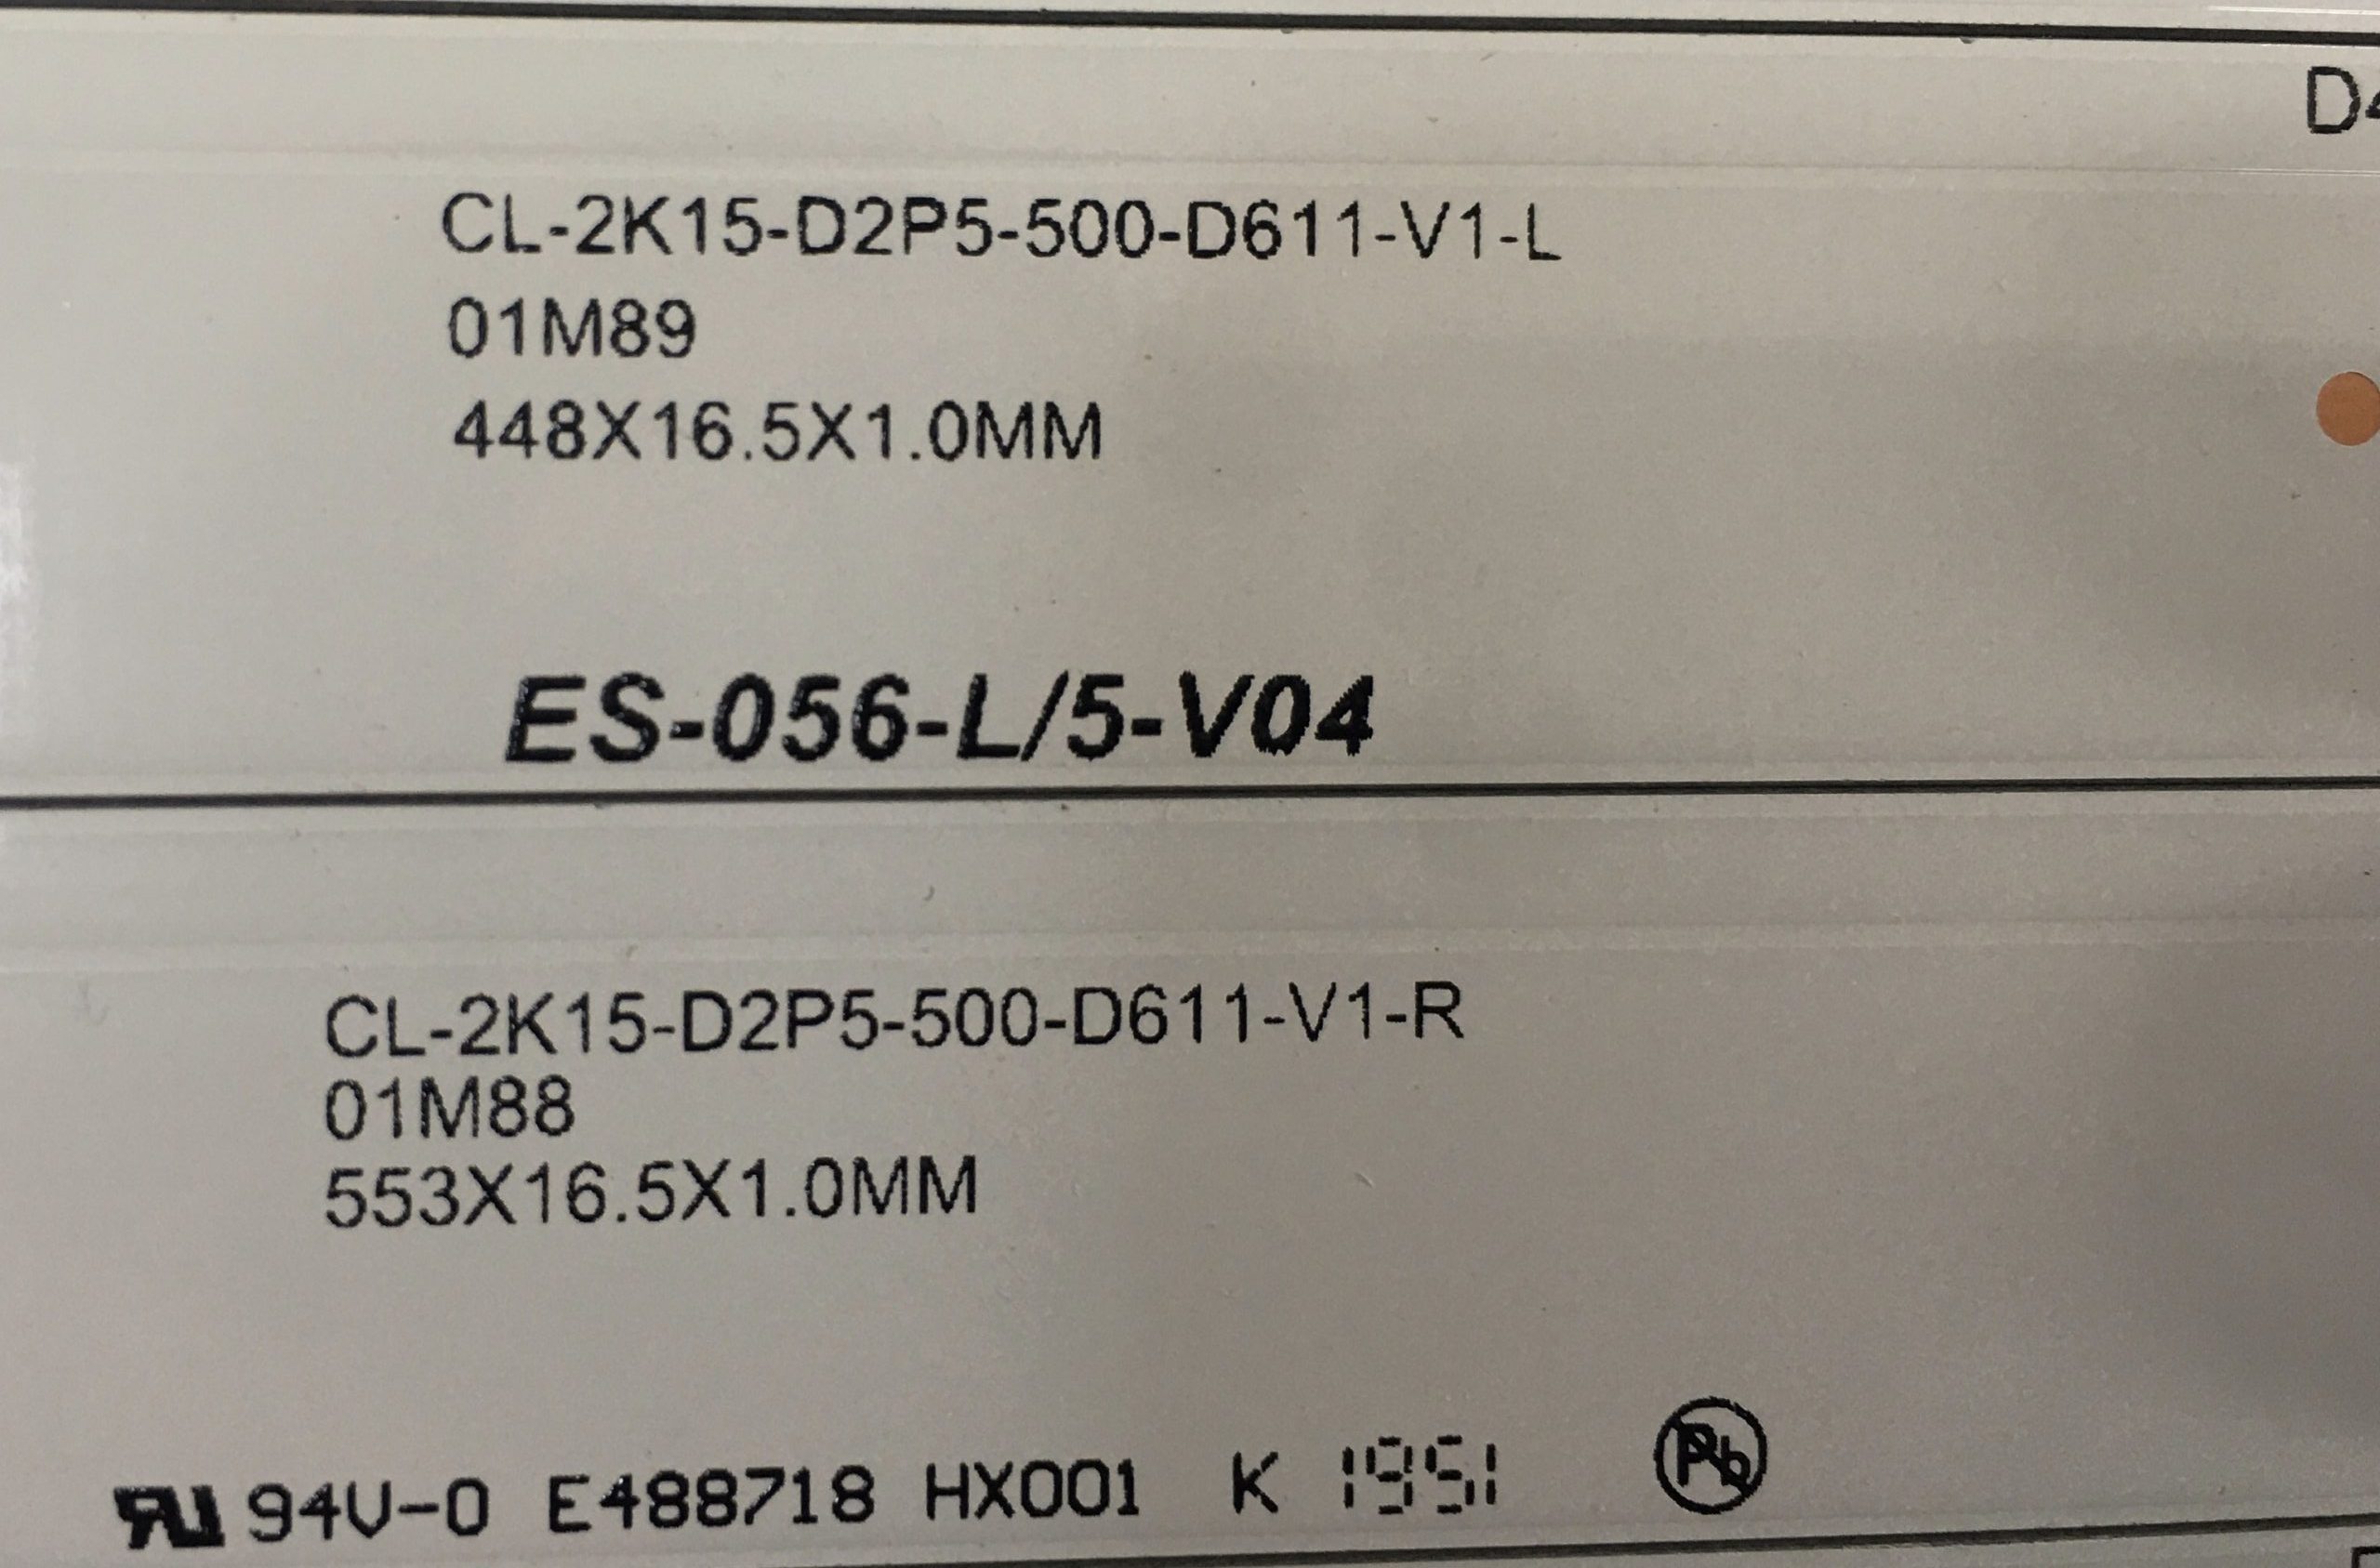 D4
CL-2K15-D2P5-500-D611-V1-L
01M89
448X16.5X1.0MM
ES-056-L/5-V04
CL-2K15-D2P5-500-D611-V1-R
01M88
553X16.5X1.0MM
RU 94V-0 E488718 HX001 K 1951 Pb